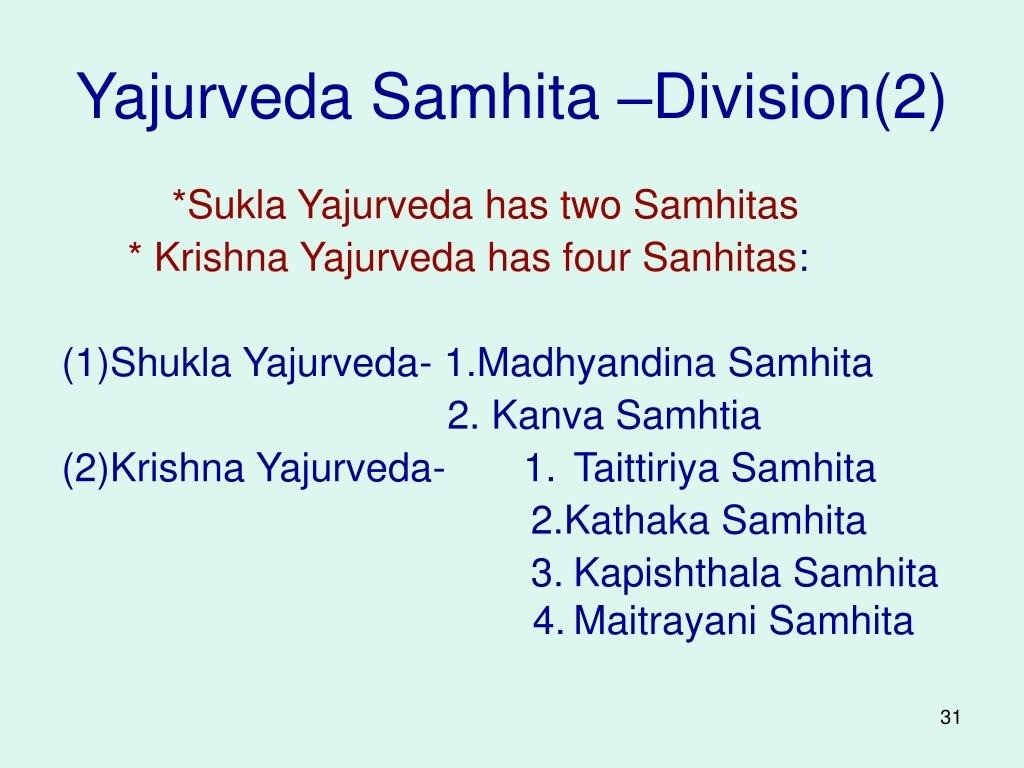 Yajurveda Samhita –Division(2)
*Sukla Yajurveda has two Samhitas
* Krishna Yajurveda has four Sanhitas:
(1)Shukla Yajurveda- 1.Madhyandina Samhita
2. Kanva Samhtia
(2)Krishna Yajurveda- 1. Taittiriya Samhita
2.Kathaka Samhita
3. Kapishthala Samhita
4. Maitrayani Samhita
31